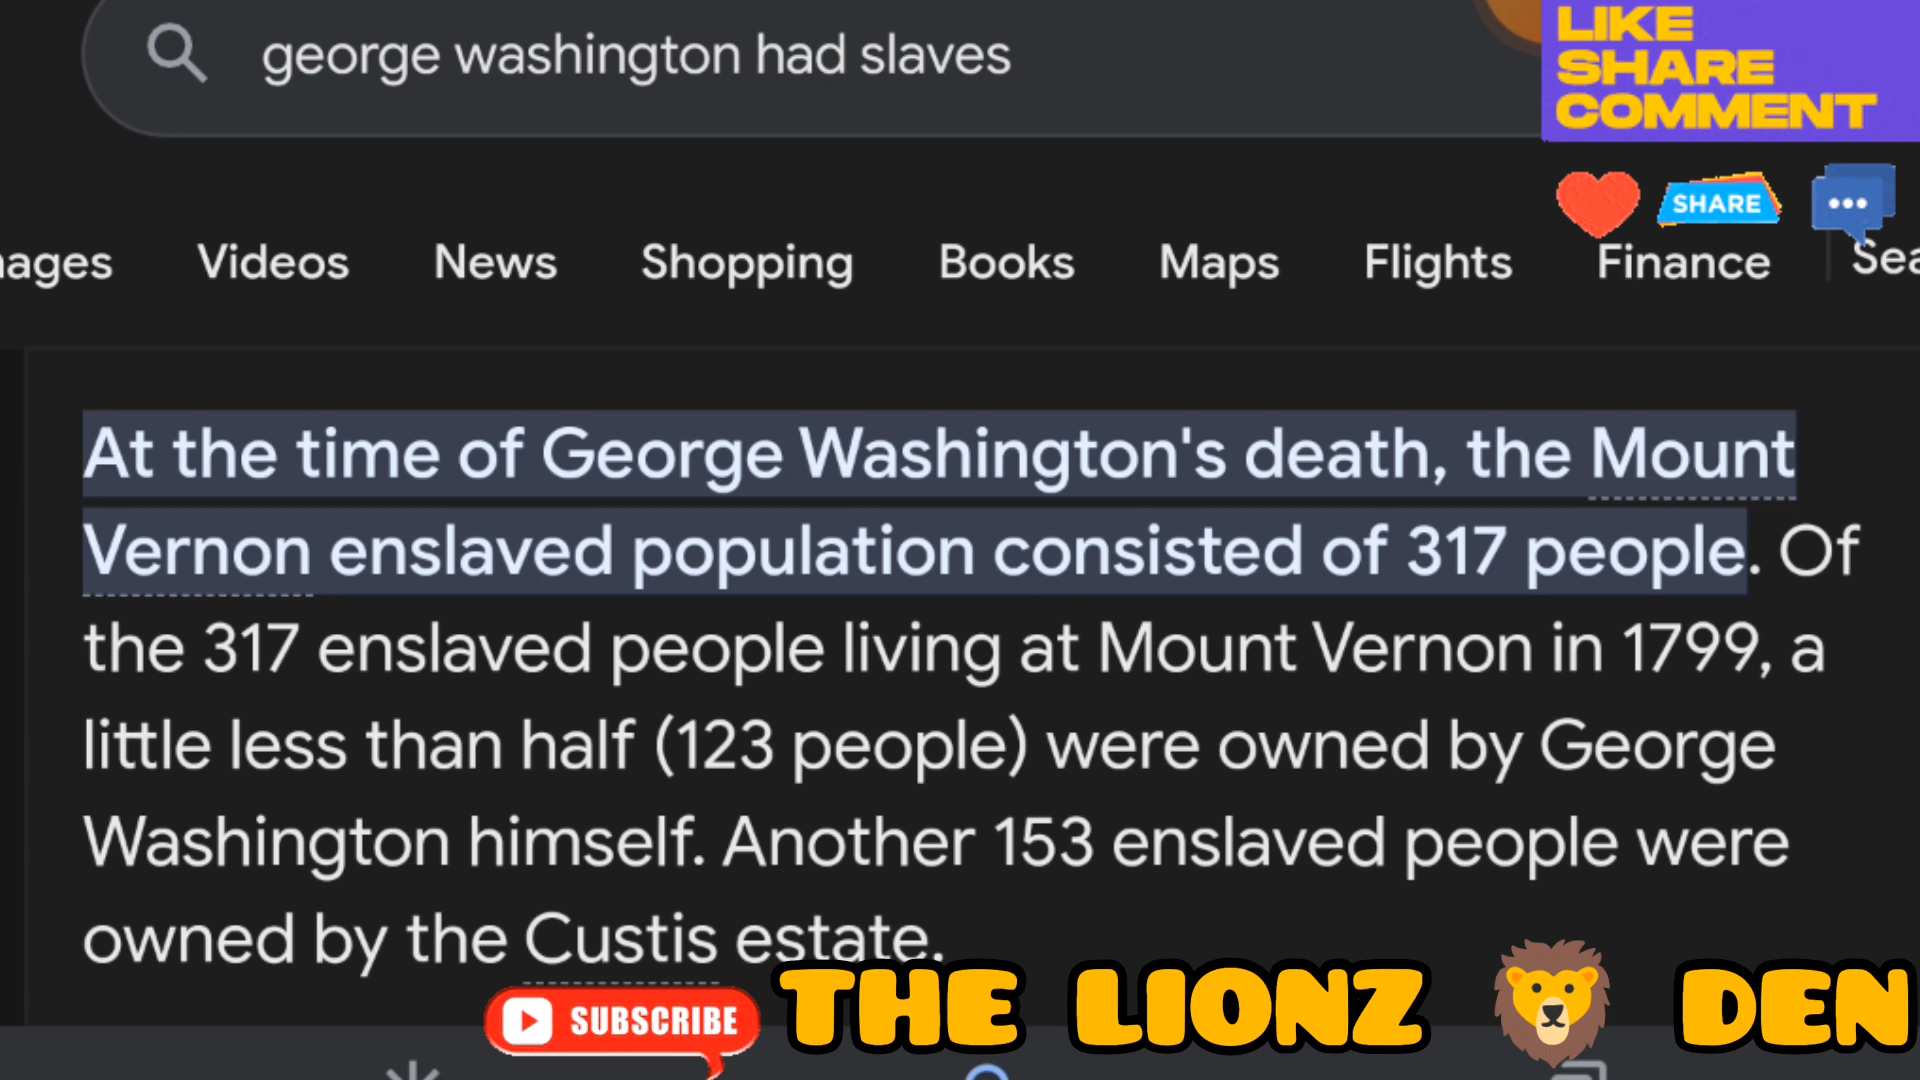 george washington had slaves
LIKE
SHARE
COMMENT
SHARE
ages Videos News Shopping Books Maps Flights Finance Sea
At the time of George Washington's death, the Mount
Vernon enslaved population consisted of 317 people. Of
the 317 enslaved people living at Mount Vernon in 1799, a
little less than half (123 people) were owned by George
Washington himself. Another 153 enslaved people were
owned by the Custis estate.
SUBSCRIBE THE LIONZ DEN